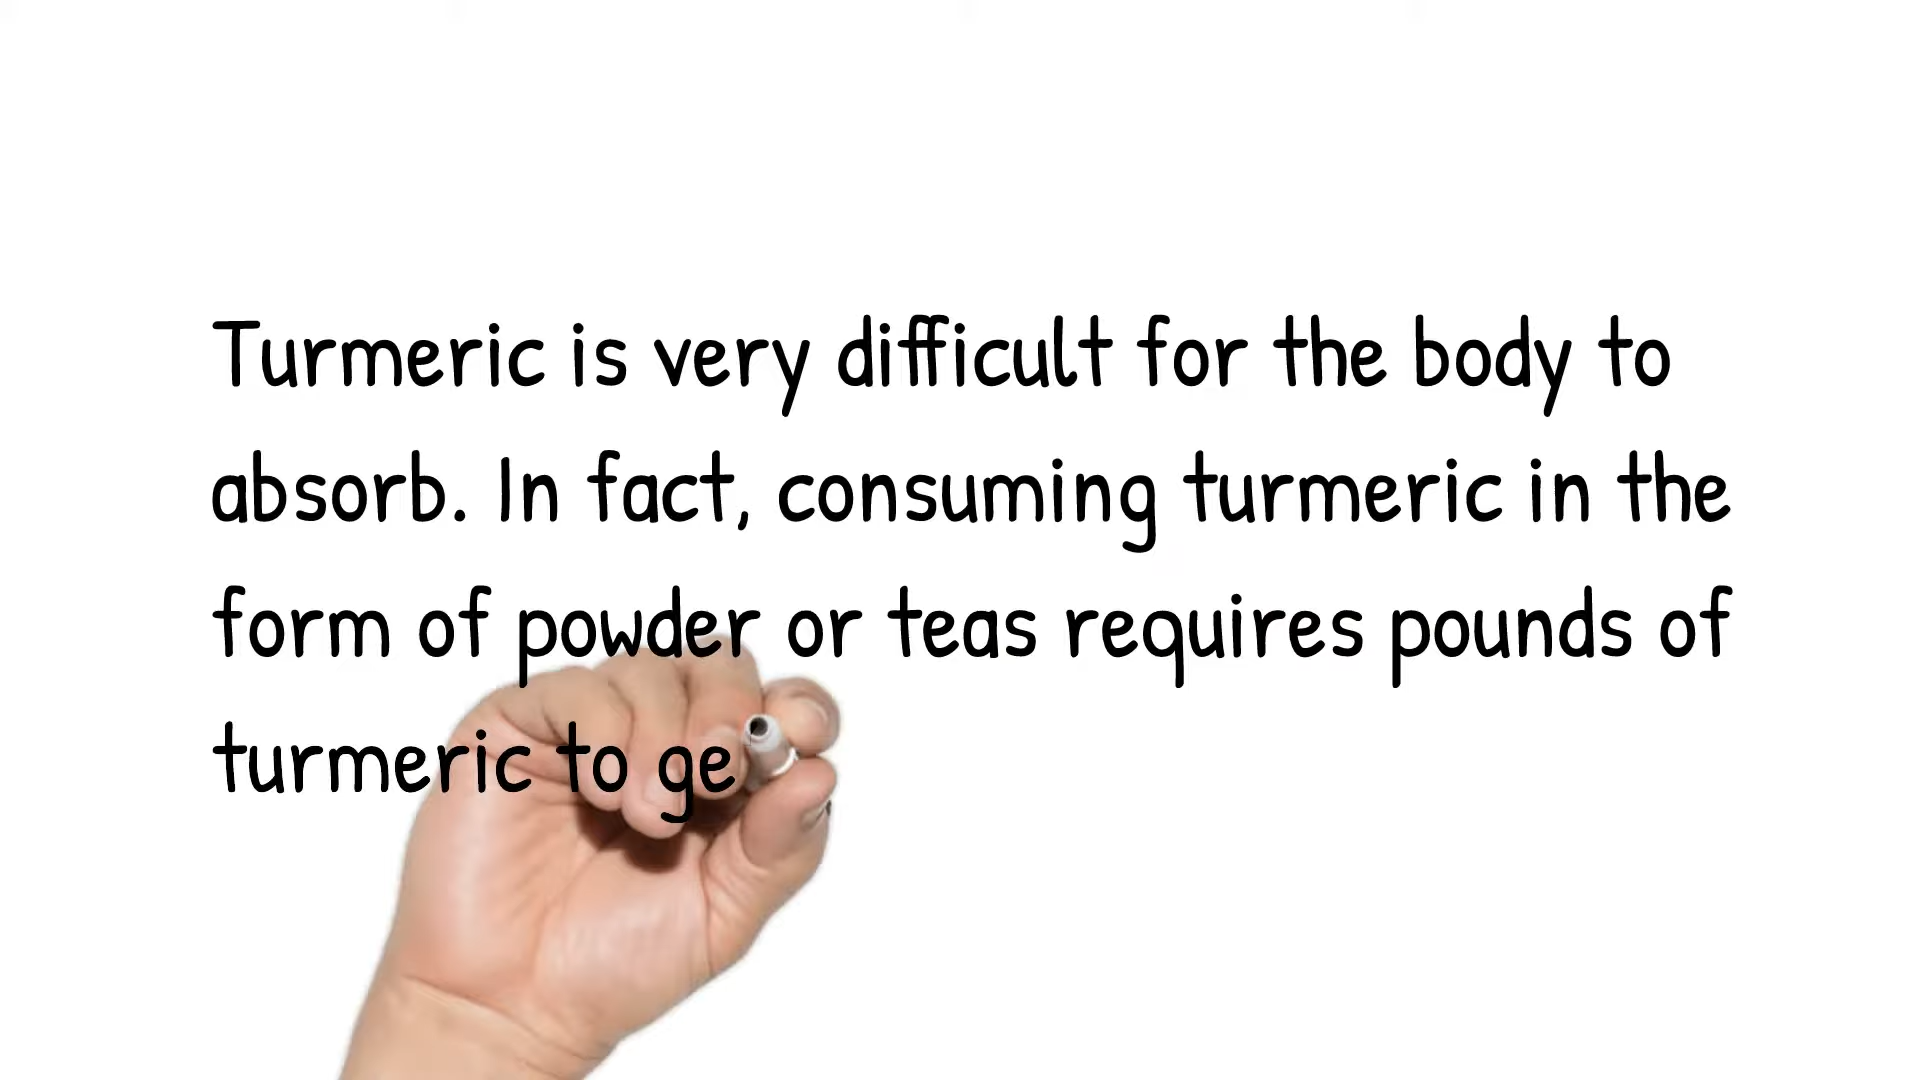 Turmeric is very difficult for the body to
absorb. In fact, consuming turmeric in the
form of powder or teas requires pounds of
turmeric to ge